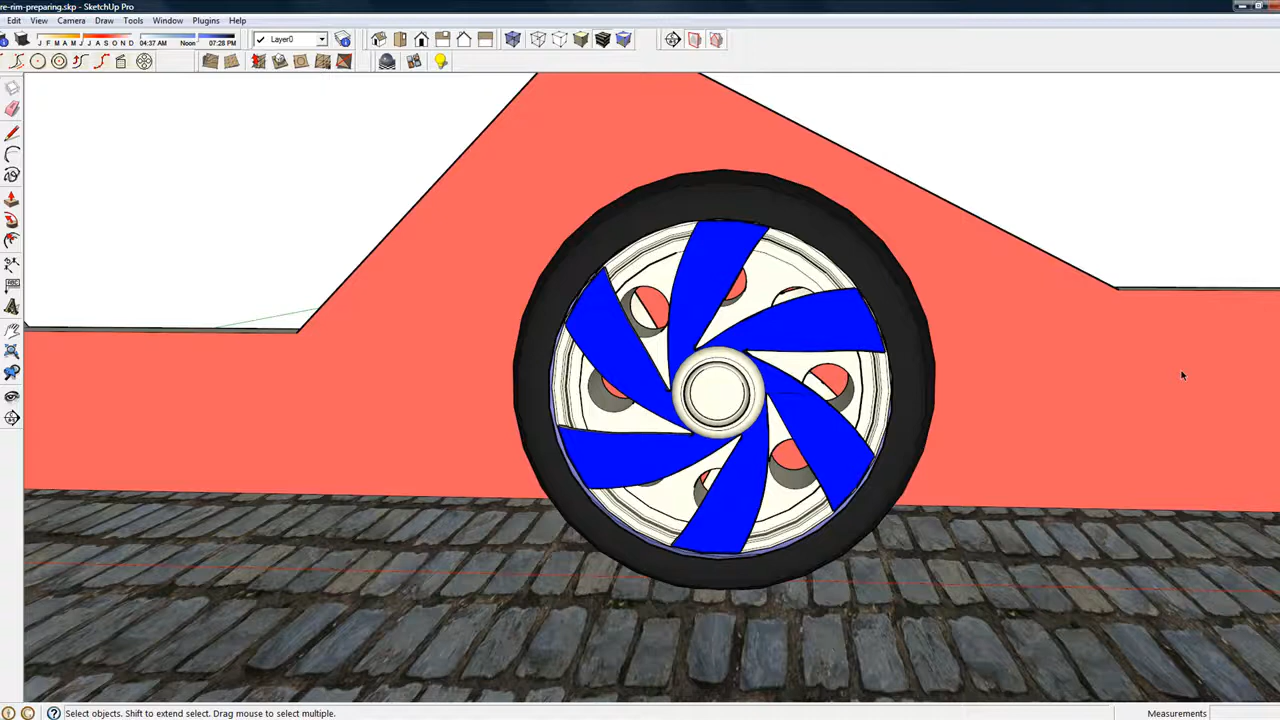 re-rim-preparing.skp - SketchUp Pro
Edit View Camera Draw Tools Window Plugins Help
J F M A M J J A S O N D 04:37 AM Noon 07:28 PM Layer0
Select objects. Shift to extend select. Drag mouse to select multiple. Measurements